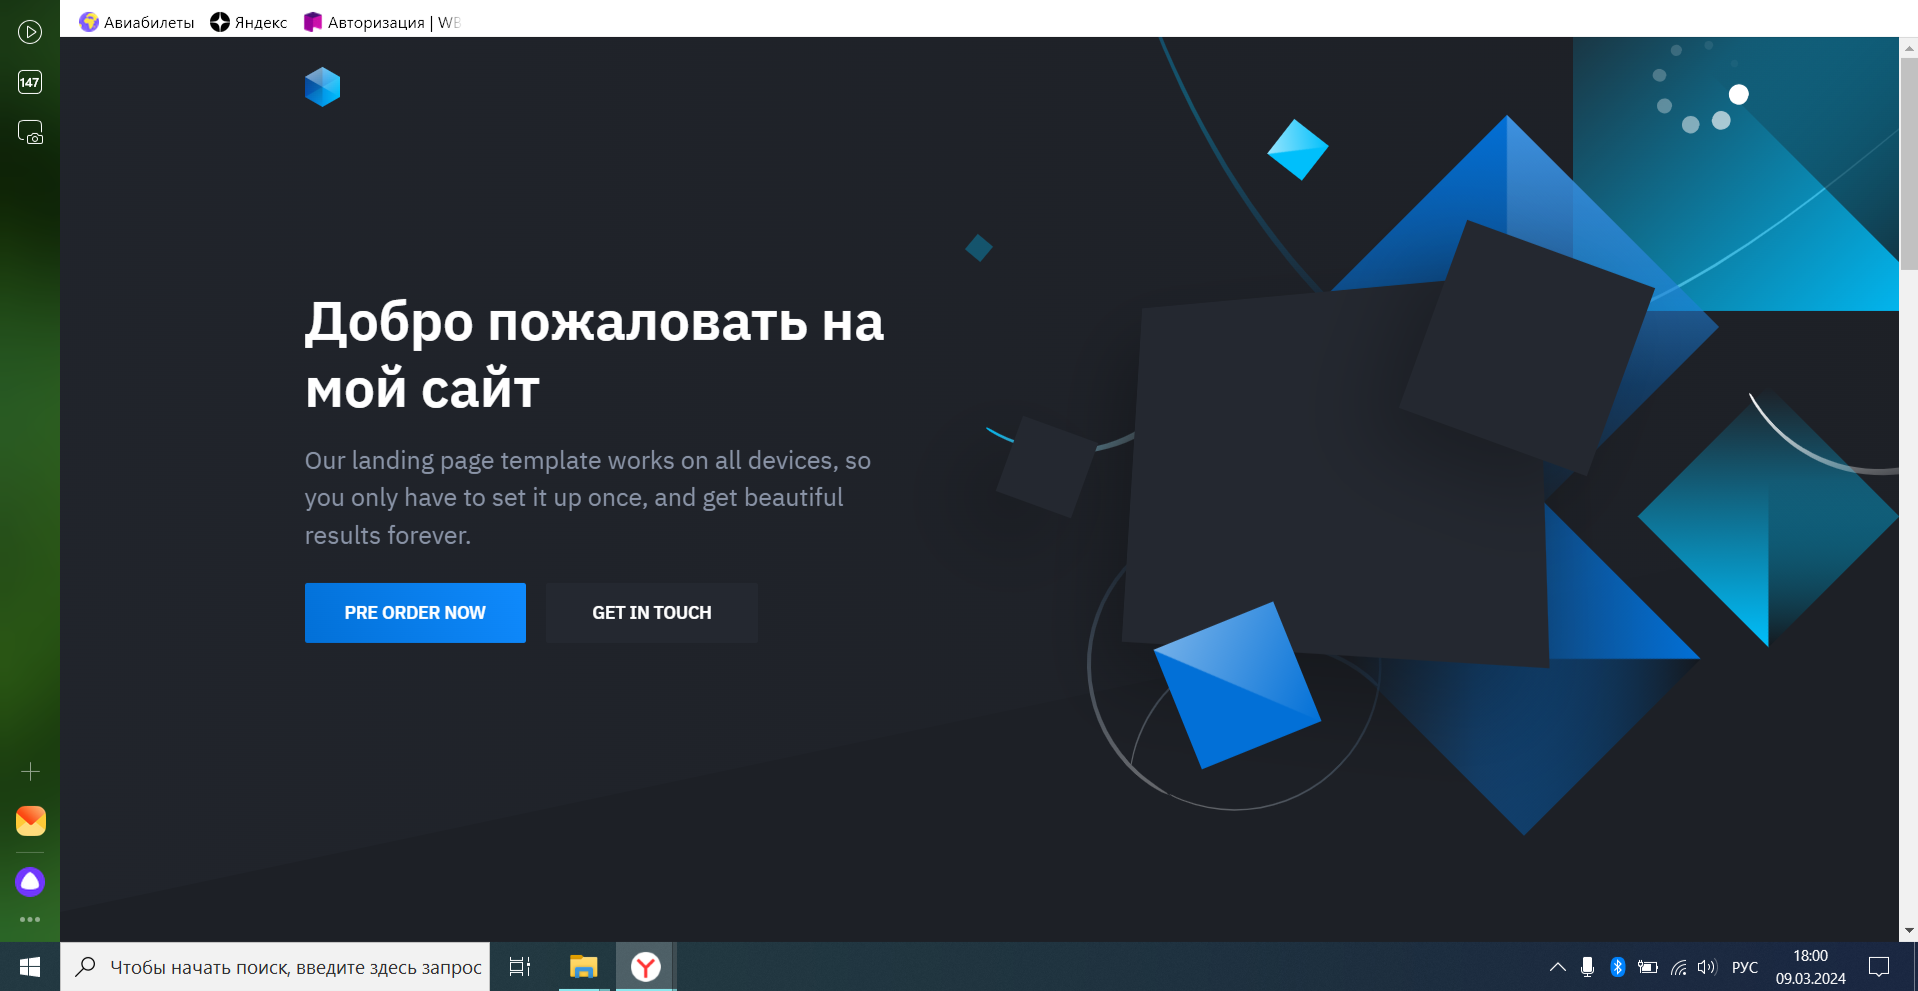 Авиабилеты Яндекс Авторизация | WB
147
Добро пожаловать на
мой сайт
Our landing page template works on all devices, so
you only have to set it up once, and get beautiful
results forever.
PRE ORDER NOW GET IN TOUCH
Чтобы начать поиск, введите здесь запрос
РУС
18:00
09.03.2024